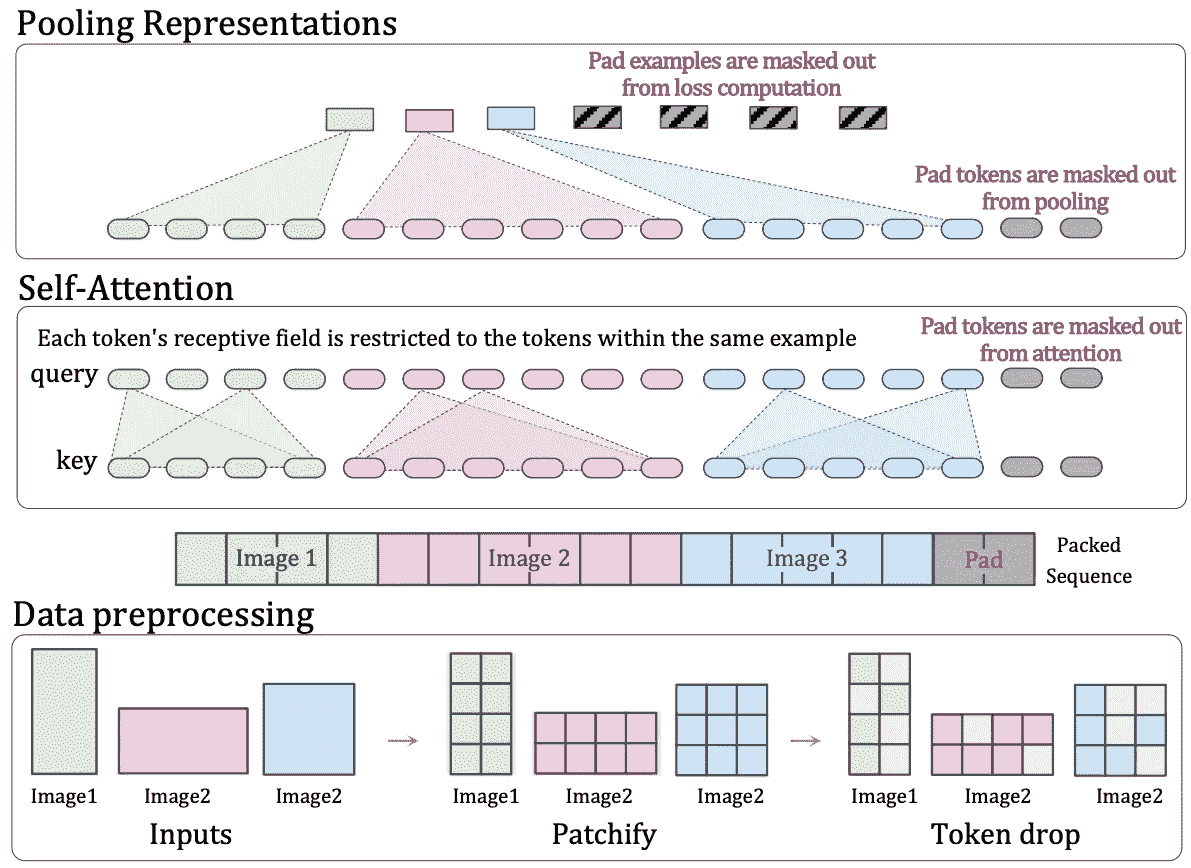 Pooling Representations
Pad examples are masked out
from loss computation
Pad tokens are masked out
from pooling
Self-Attention
Each token's receptive field is restricted to the tokens within the same example
Pad tokens are masked out
from attention
query
key
Image 1
Image 2
Image 3
Pad
Packed
Sequence
Data preprocessing
Image1
Image2
Image2
Image1
Image2
Image2
Image1
Image2
Image2
Inputs
Patchify
Token drop